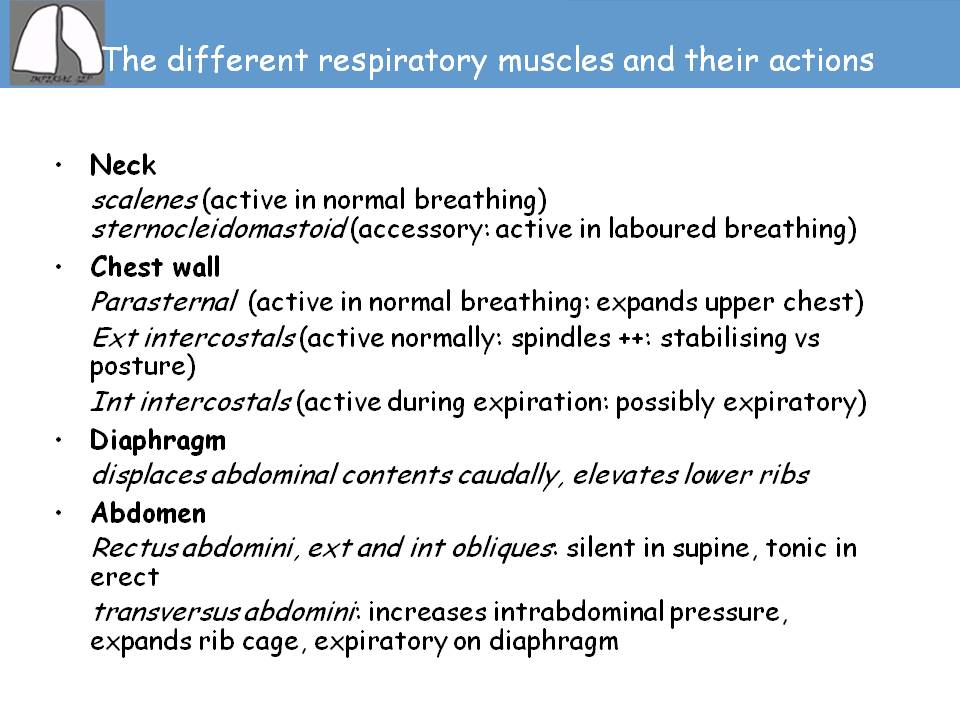 The different respiratory muscles and their actions
IMPERIAL
• Neck
scalenes (active in normal breathing)
sternocleidomastoid (accessory: active in laboured breathing)
• Chest wall
Parasternal (active in normal breathing: expands upper chest)
Ext intercostals (active normally: spindles ++: stabilising vs
posture)
Int intercostals (active during expiration: possibly expiratory)
• Diaphragm
displaces abdominal contents caudally, elevates lower ribs
• Abdomen
Rectus abdomini, ext and int obliques: silent in supine, tonic in
erect
transversus abdomini: increases intrabdominal pressure,
expands rib cage, expiratory on diaphragm